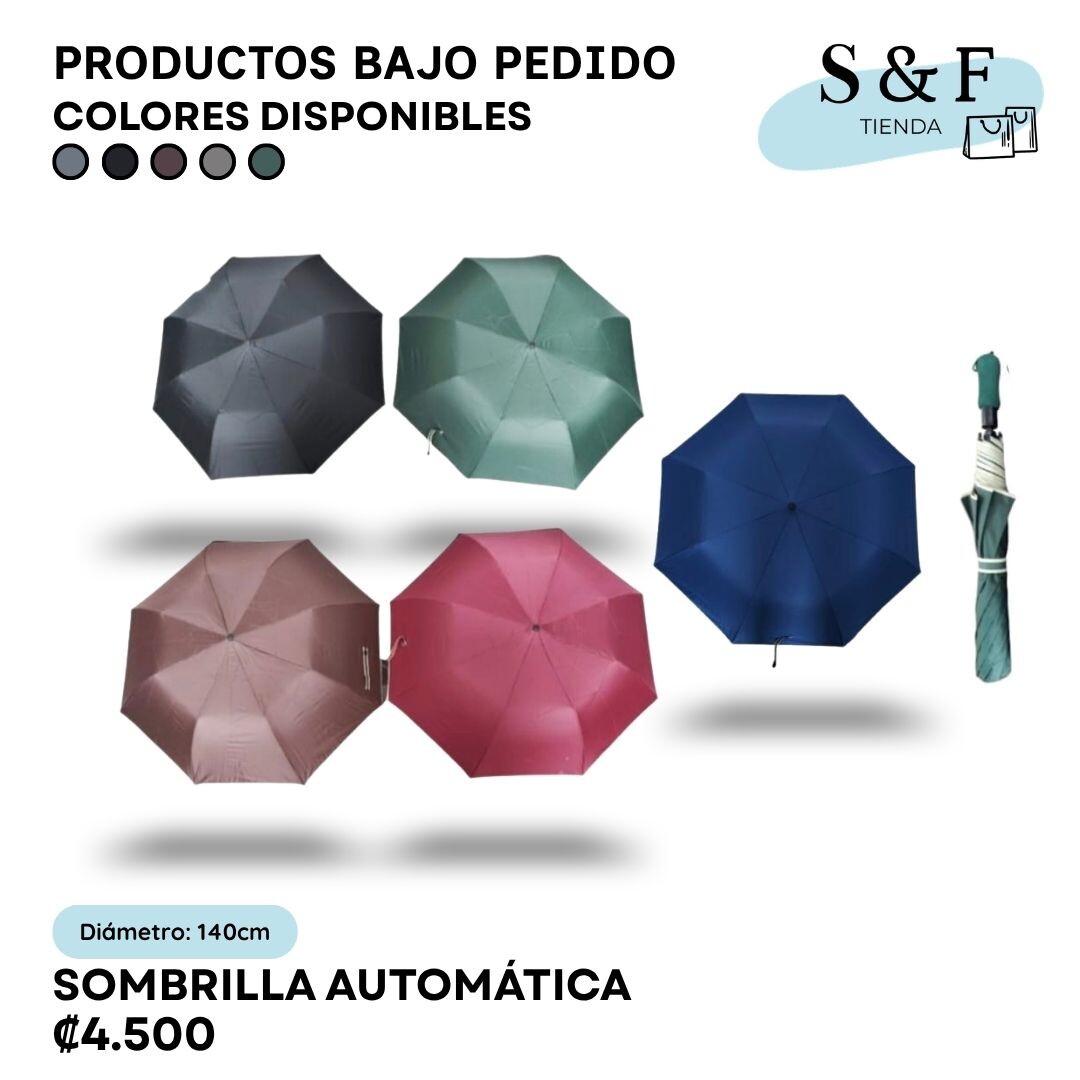 PRODUCTOS BAJO PEDIDO
COLORES DISPONIBLES
S & F
TIENDA
Diámetro: 140cm
SOMBRILLA AUTOMÁTICA
₡4.500